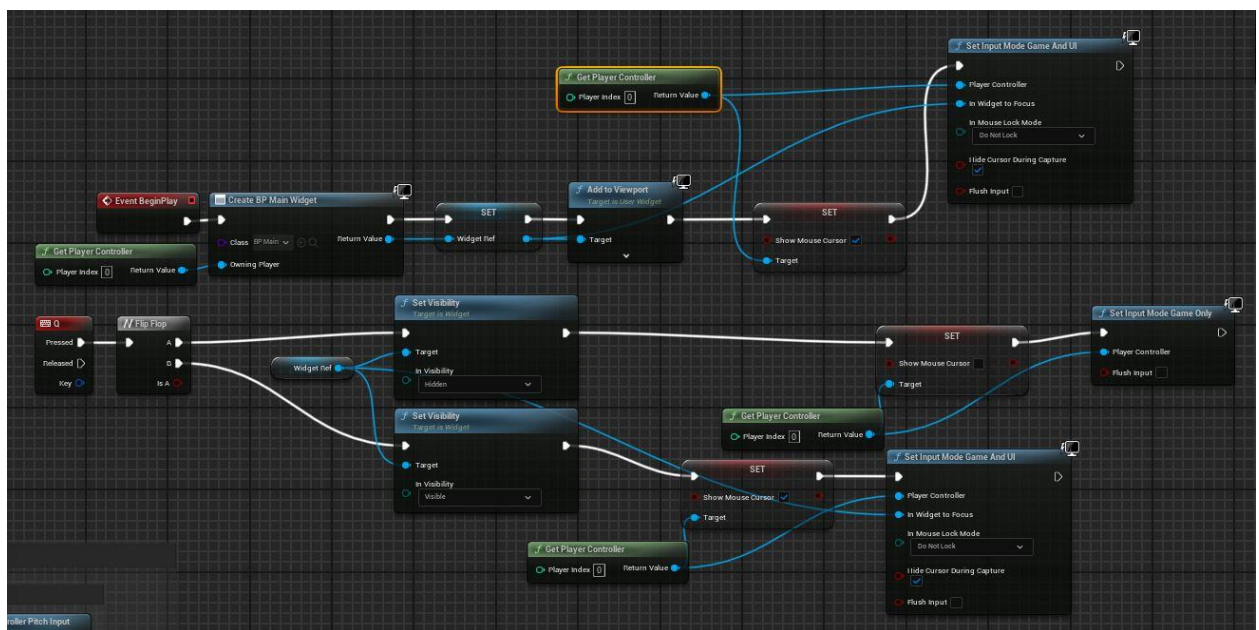 Set Input Mode Game And UI
Get Player Controller
Player Index 0 Return Value
Player Controller
In Widget to Focus
In Mouse Lock Mode
Do Not Lock
Hide Cursor During Capture
Flush Input
Event BeginPlay
Create BP Main Widget
Class BP Main
Return Value
Owning Player
Get Player Controller
Player Index 0 Return Value
SET
Widget Ref
Add to Viewport
Target is User Widget
Target
SET
Show Mouse Cursor
Target
Q
Pressed
Released
Key
Flip Flop
A
B
Is A
Widget Ref
Set Visibility
Target is Widget
Target
In Visibility
Hidden
Set Visibility
Target is Widget
Target
In Visibility
Visible
SET
Show Mouse Cursor
Target
Get Player Controller
Player Index 0 Return Value
Set Input Mode Game Only
Player Controller
Flush Input
SET
Show Mouse Cursor
Target
Get Player Controller
Player Index 0 Return Value
Set Input Mode Game And UI
Player Controller
In Widget to Focus
In Mouse Lock Mode
Do Not Lock
Hide Cursor During Capture
Flush Input
roller Pitch Input